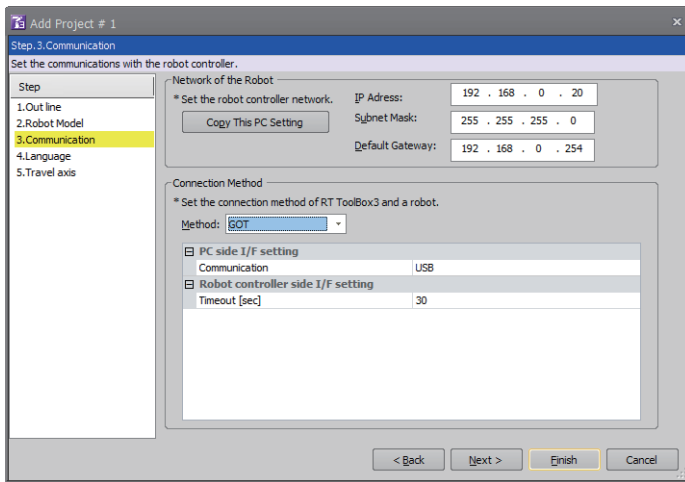 Add Project # 1
Step.3.Communication
Set the communications with the robot controller.
Step
1.Out line
2.Robot Model
3.Communication
4.Language
5.Travel axis
Network of the Robot
* Set the robot controller network.
Copy This PC Setting
IP Adress: 192 . 168 . 0 . 20
Subnet Mask: 255 . 255 . 255 . 0
Default Gateway: 192 . 168 . 0 . 254
Connection Method
* Set the connection method of RT ToolBox3 and a robot.
Method: GOT
PC side I/F setting
Communication USB
Robot controller side I/F setting
Timeout [sec] 30
< Back Next > Finish Cancel